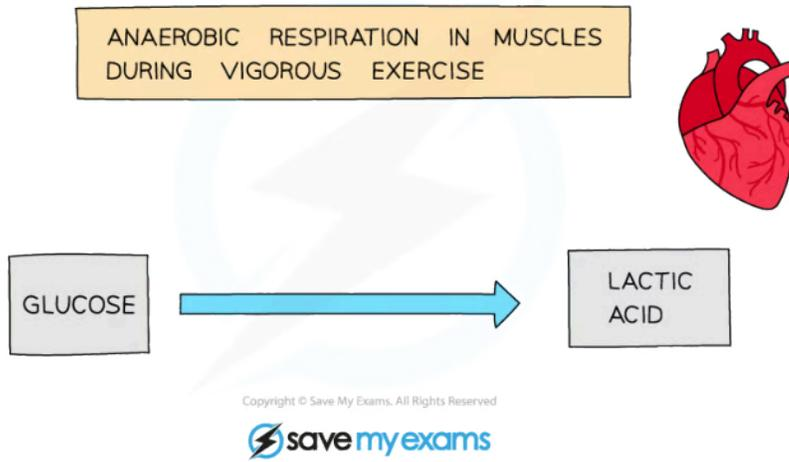 ANAEROBIC RESPIRATION IN MUSCLES
DURING VIGOROUS EXERCISE
GLUCOSE
LACTIC
ACID
Copyright © Save My Exams. All Rights Reserved
save my exams